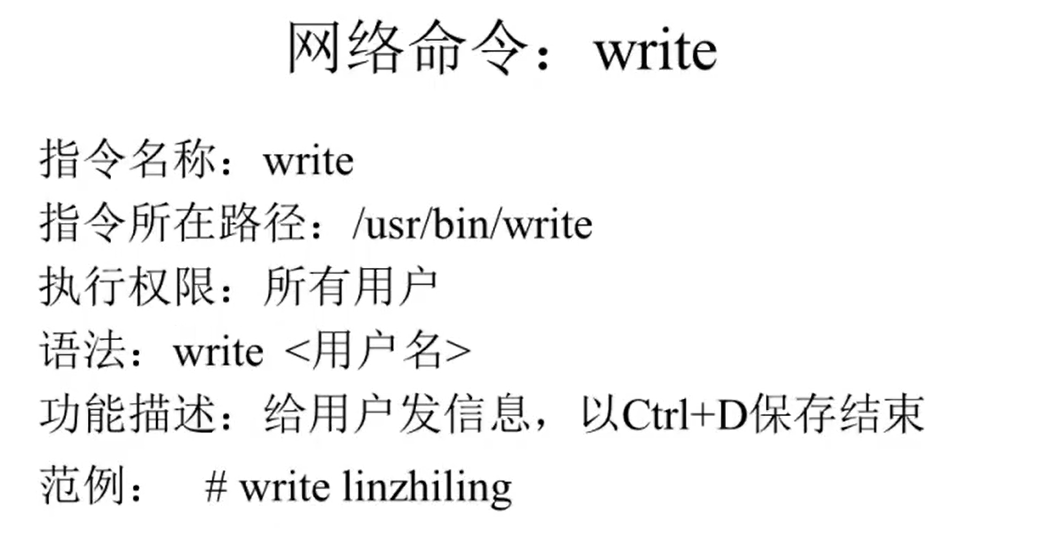 网络命令：write
指令名称：write
指令所在路径：/usr/bin/write
执行权限：所有用户
语法：write <用户名>
功能描述：给用户发信息，以Ctrl+D保存结束
范例： # write linzhiling